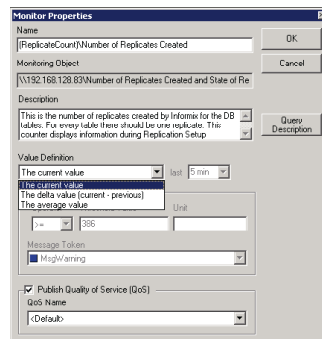 Monitor Properties
Name
OK
{ReplicateCount}\Number of Replicates Created
Monitoring Object
Cancel
\\192.168.128.83\Number of Replicates Created and State of Re
Description
This is the number of replicates created by Informix for the DB
tables. For every table there should be one replicate. This
counter displays information during Replication Setup
Query
Description
Value Definition
The current value
last 5 min
The current value
The delta value (current - previous)
The average value
Unit
>= 386
Message Token
MsgWarning
Publish Quality of Service (QoS)
QoS Name
<Default>